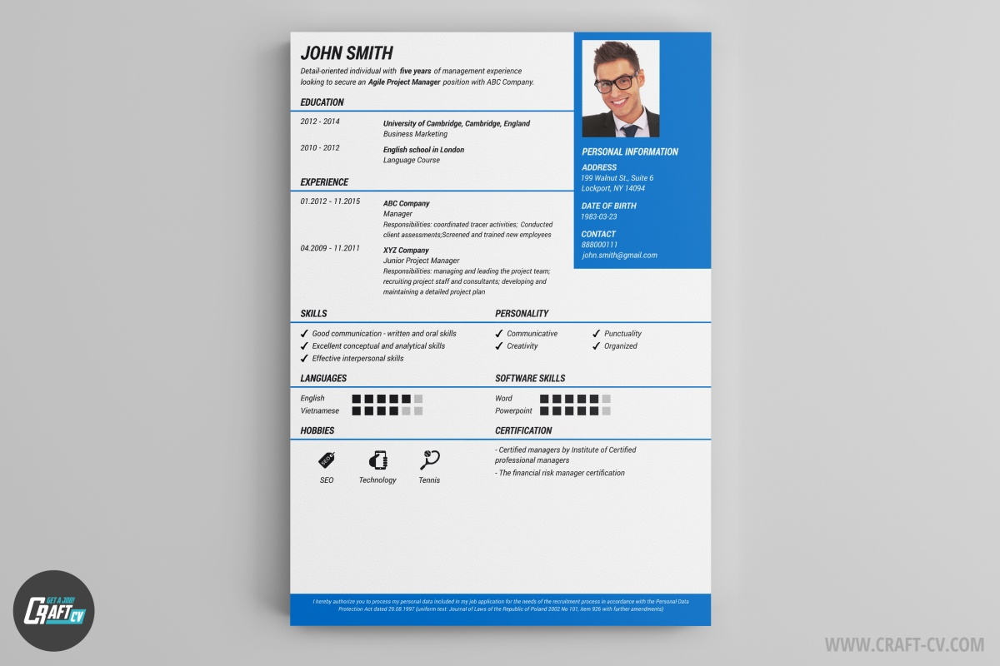 JOHN SMITH
Detail-oriented individual with five years of management experience
looking to secure an Agile Project Manager position with ABC Company.
EDUCATION
2012 - 2014
University of Cambridge, Cambridge, England
Business Marketing
2010 - 2012
English school in London
Language Course
EXPERIENCE
01.2012 - 11.2015
ABC Company
Manager
Responsibilities: coordinated tracer activities; Conducted
client assessments;Screened and trained new employees
04.2009 - 11.2011
XYZ Company
Junior Project Manager
Responsibilities: managing and leading the project team;
recruiting project staff and consultants; developing and
maintaining a detailed project plan
PERSONAL INFORMATION
ADDRESS
199 Walnut St., Suite 6
Lockport, NY 14094
DATE OF BIRTH
1983-03-23
CONTACT
888000111
john.smith@gmail.com
SKILLS
Good communication - written and oral skills
Excellent conceptual and analytical skills
Effective interpersonal skills
PERSONALITY
Communicative
Punctuality
Creativity
Organized
LANGUAGES
English
Vietnamese
SOFTWARE SKILLS
Word
Powerpoint
HOBBIES
SEO
SEO
Technology
Tennis
CERTIFICATION
- Certified managers by Institute of Certified
professional managers
- The financial risk manager certification
I hereby authorize you to process my personal data included in my job application for the needs of the recruitment process in accordance with the Personal Data
Protection Act dated 29.08.1997 (uniform text: Journal of Laws of the Republic of Poland 2002 No 101, item 926 with further amendments)
GET A JOB!
CRAFT CV
WWW.CRAFT-CV.COM